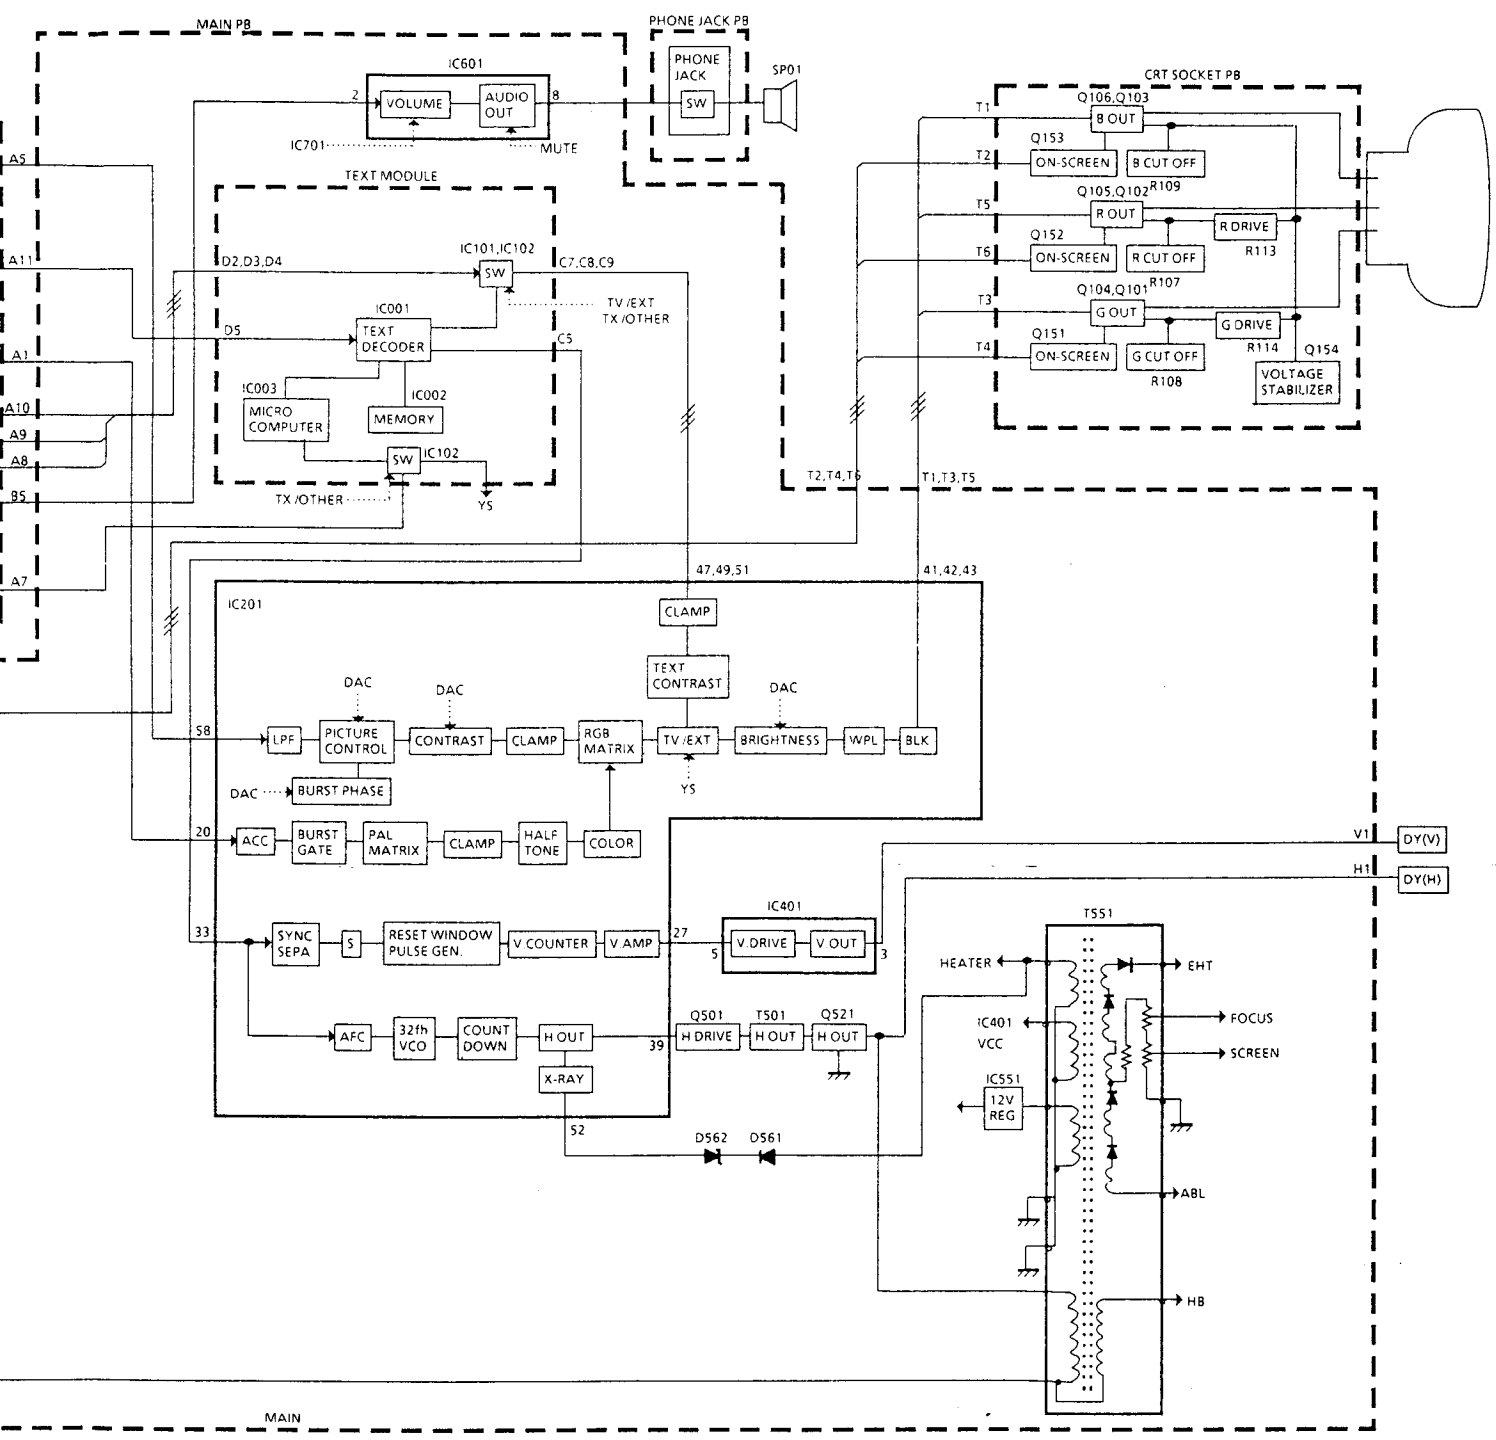 MAIN PB
PHONE JACK PB
IC601
VOLUME
AUDIO
OUT
2
8
IC701
MUTE
PHONE
JACK
SW
SP01
CRT SOCKET PB
Q106,Q103
B OUT
Q153
ON-SCREEN
B CUT OFF
R109
Q105,Q102
R OUT
R DRIVE
R113
Q152
ON-SCREEN
R CUT OFF
R107
Q104,Q101
G OUT
G DRIVE
R114
Q151
ON-SCREEN
G CUT OFF
R108
Q154
VOLTAGE
STABILIZER
T1
T2
T5
T6
T3
T4
T2,T4,T6
T1,T3,T5
A5
A11
A1
A10
A9
A8
B5
A7
TEXT MODULE
D2,D3,D4
IC101,IC102
SW
C7,C8,C9
TV/EXT
TX/OTHER
D5
IC001
TEXT
DECODER
C5
IC003
MICRO
COMPUTER
IC002
MEMORY
SW
IC102
TX/OTHER
YS
47,49,51
41,42,43
IC201
CLAMP
TEXT
CONTRAST
DAC
DAC
DAC
58
LPF
PICTURE
CONTROL
CONTRAST
CLAMP
RGB
MATRIX
TV/EXT
BRIGHTNESS
WPL
BLK
DAC
BURST PHASE
YS
20
ACC
BURST
GATE
PAL
MATRIX
CLAMP
HALF
TONE
COLOR
V1
DY(V)
H1
DY(H)
33
SYNC
SEPA
S
RESET WINDOW
PULSE GEN.
V.COUNTER
V.AMP
27
IC401
5
V.DRIVE
V.OUT
3
AFC
32fh
VCO
COUNT
DOWN
H OUT
39
Q501
H DRIVE
T501
H OUT
Q521
H OUT
X-RAY
52
D562
D561
T551
HEATER
EHT
IC401
VCC
FOCUS
SCREEN
IC551
12V
REG
ABL
HB
MAIN